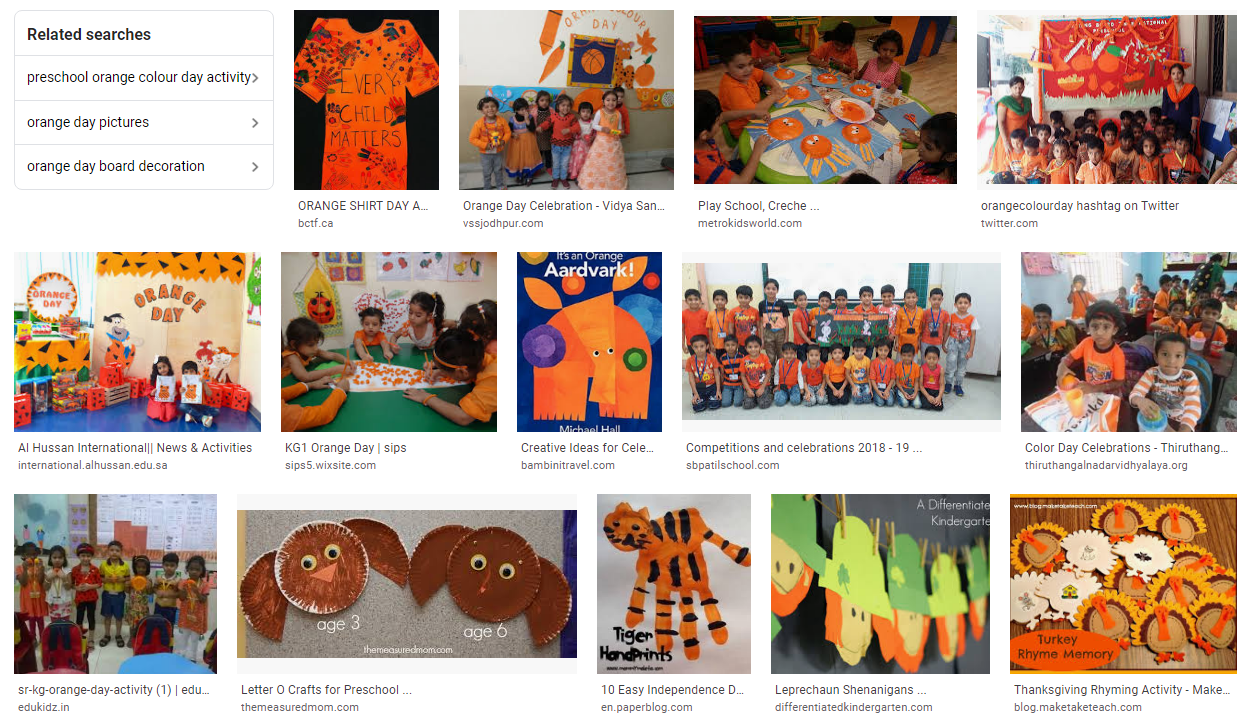 Related searches
preschool orange colour day activity
orange day pictures
orange day board decoration
EVERY
CHILD
MATTERS
ORANGE SHIRT DAY A...
bctf.ca
ORANGE COLOUR
DAY
Orange Day Celebration - Vidya San...
vssjodhpur.com
Play School, Creche ...
metrokidsworld.com
orangecolourday hashtag on Twitter
twitter.com
ORANGE
DAY
ORANGE
DAY
Al Hussan International|| News & Activities
international.alhussan.edu.sa
KG1 Orange Day | sips
sips5.wixsite.com
It's an Orange
Aardvark!
Michael Hall
Creative Ideas for Cele...
bambinitravel.com
Competitions and celebrations 2018 - 19 ...
sbpatilschool.com
Color Day Celebrations - Thiruthang...
thiruthangalnadarvidhyalaya.org
sr-kg-orange-day-activity (1) | edu...
edukidz.in
age 3
age 6
themeasuredmom.com
Letter O Crafts for Preschool ...
themeasuredmom.com
Tiger
HandPrints
10 Easy Independence D...
en.paperblog.com
A Differentiate
Kindergarte
Leprechaun Shenanigans ...
differentiatedkindergarten.com
www.blog.maketaketeach.com
Turkey
Rhyme Memory
Thanksgiving Rhyming Activity - Make...
blog.maketaketeach.com